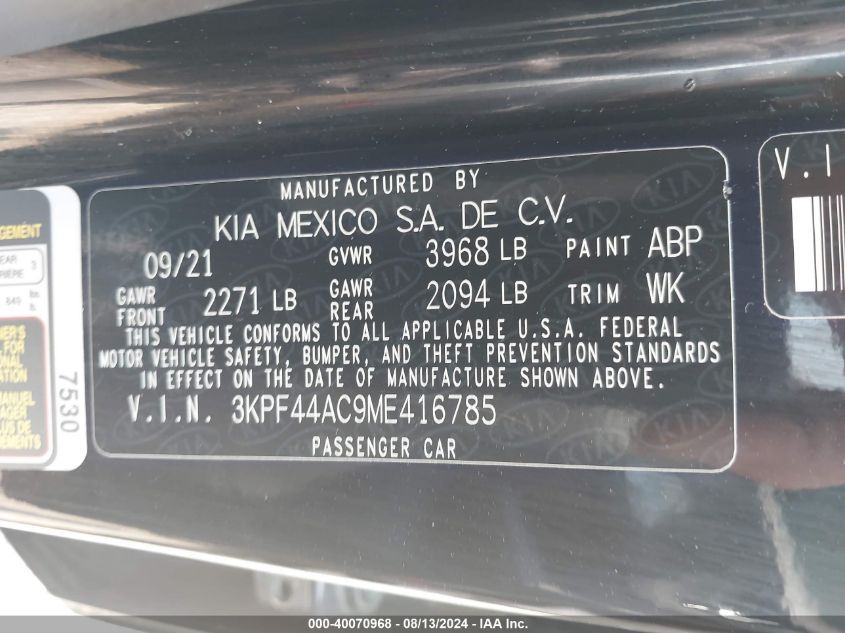 MANUFACTURED BY
KIA MEXICO S.A. DE C.V.
09/21 GVWR 3968 LB PAINT ABP
GAWR FRONT 2271 LB GAWR REAR 2094 LB TRIM WK
THIS VEHICLE CONFORMS TO ALL APPLICABLE U.S.A. FEDERAL
MOTOR VEHICLE SAFETY, BUMPER, AND THEFT PREVENTION STANDARDS
IN EFFECT ON THE DATE OF MANUFACTURE SHOWN ABOVE.
V.I.N. 3KPF44AC9ME416785
PASSENGER CAR
7530
V.I
000-40070968 - 08/13/2024 - IAAI.com